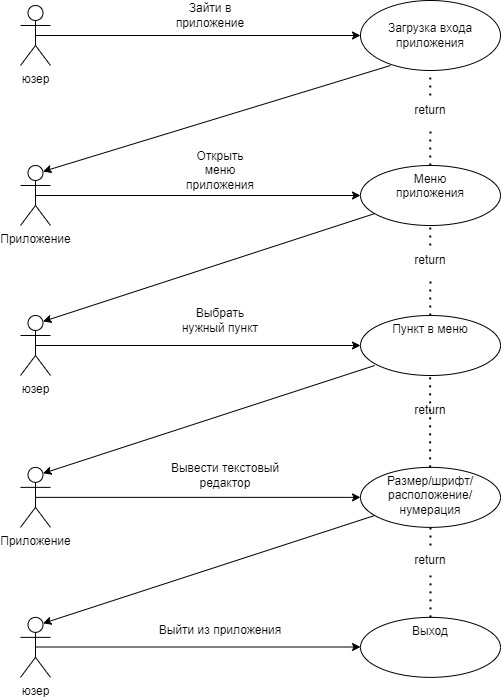 Зайти в
приложение
Загрузка входа
приложения
юзер
return
Открыть
меню
приложения
Меню
приложения
Приложение
return
Выбрать
нужный пункт
Пункт в меню
юзер
return
Вывести текстовый
редактор
Размер/шрифт/
расположение/
нумерация
Приложение
return
Выйти из приложения
Выход
юзер